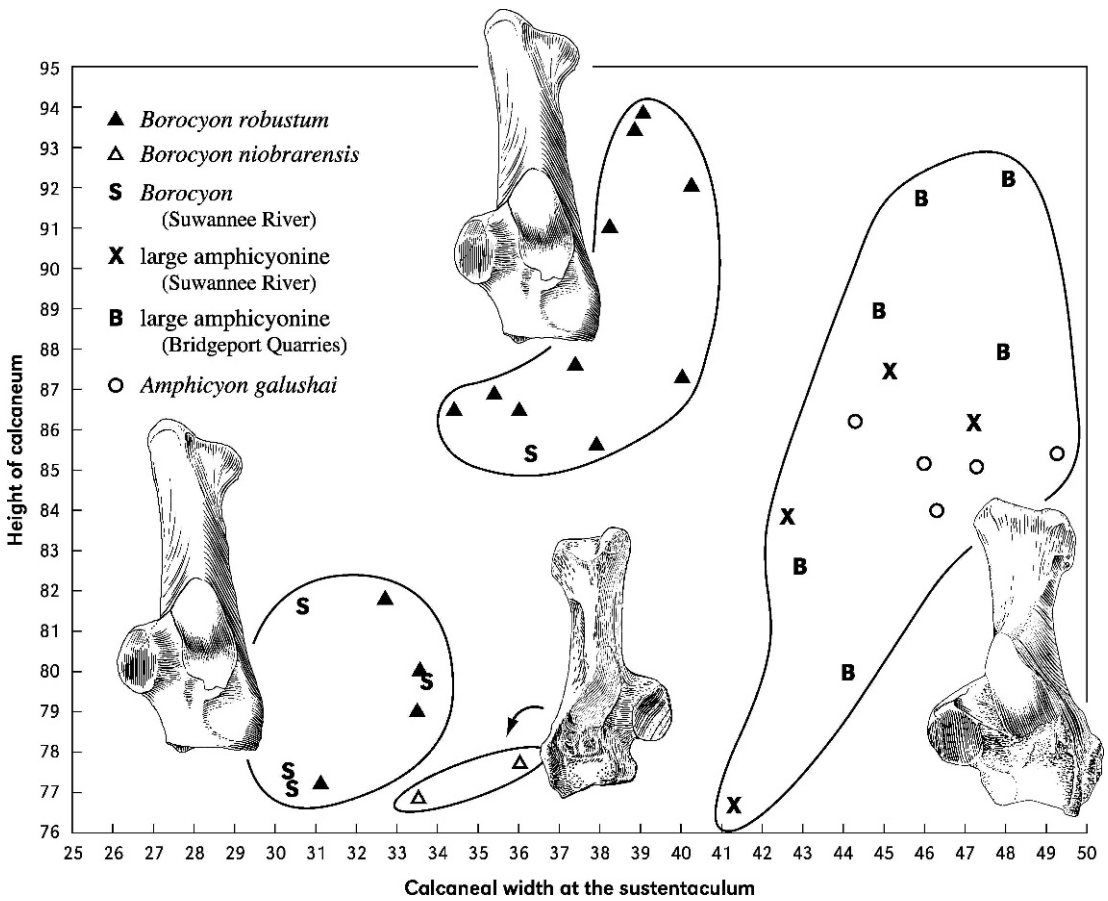 95
94
93
92
91
90
89
88
87
86
85
84
83
82
81
80
79
78
77
76
Height of calcaneum
▲ Borocyon robustum
△ Borocyon niobrarensis
S Borocyon
(Suwannee River)
X large amphicyonine
(Suwannee River)
B large amphicyonine
(Bridgeport Quarries)
○ Amphicyon galushai
B
B
B
B
X
X
S
X
B
S
B
S
S
S
X
25 26 27 28 29 30 31 32 33 34 35 36 37 38 39 40 41 42 43 44 45 46 47 48 49 50
Calcaneal width at the sustentaculum